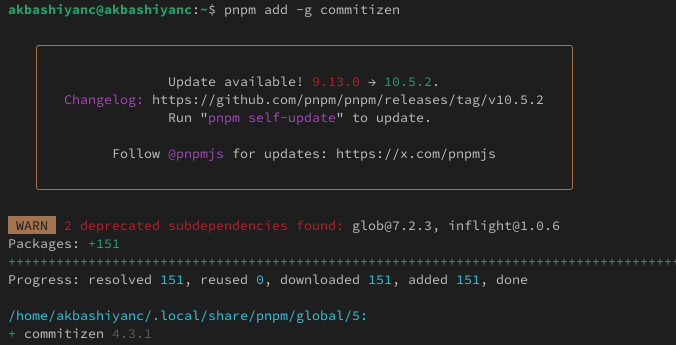 akbashiyanc@akbashiyanc:~$ pnpm add -g commitizen
Update available! 9.13.0 → 10.5.2.
Changelog: https://github.com/pnpm/pnpm/releases/tag/v10.5.2
Run "pnpm self-update" to update.
Follow @pnpmjs for updates: https://x.com/pnpmjs
WARN 2 deprecated subdependencies found: glob@7.2.3, inflight@1.0.6
Packages: +151
++++++++++++++++++++++++++++++++++++++++++++++++++++++++++++++++++++++++++++++++++++
Progress: resolved 151, reused 0, downloaded 151, added 151, done
/home/akbashiyanc/.local/share/pnpm/global/5:
+ commitizen 4.3.1